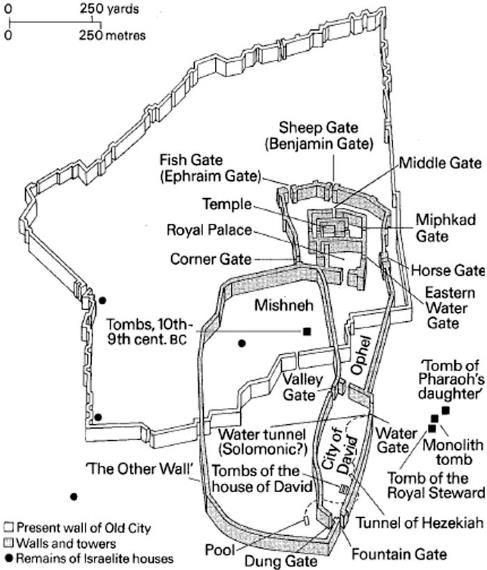 0 250 yards
0 250 metres
Sheep Gate
(Benjamin Gate)
Fish Gate
(Ephraim Gate)
Middle Gate
Temple
Miphkad
Gate
Royal Palace
Corner Gate
Horse Gate
Eastern
Water
Gate
Mishneh
Tombs, 10th-
9th cent. BC
Ophel
'Tomb of
Pharaoh's
daughter'
Valley
Gate
Water tunnel
(Solomonic?)
City of
David
Water
Gate
Monolith
tomb
'The Other Wall'
Tombs of the
house of David
Tomb of the
Royal Steward
Tunnel of Hezekiah
Pool
Dung Gate
Fountain Gate
Present wall of Old City
Walls and towers
Remains of Israelite houses